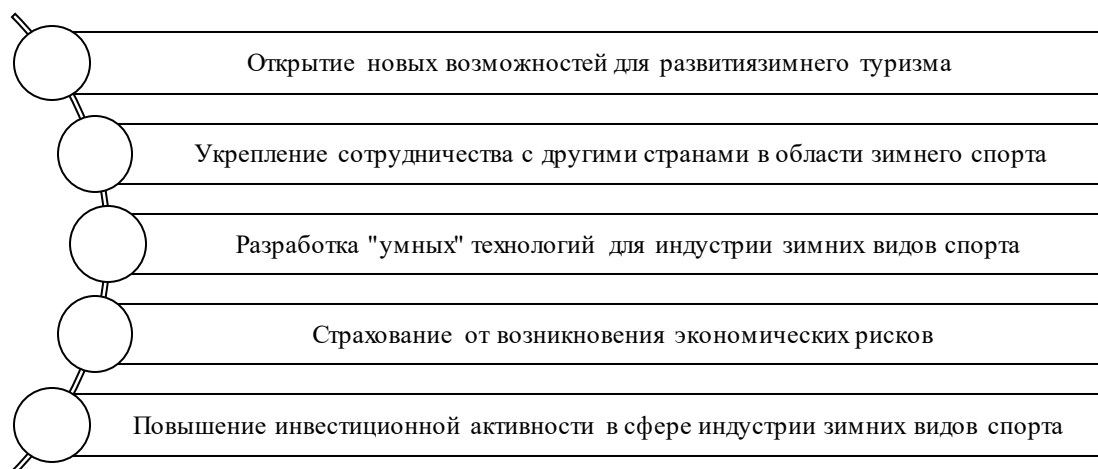 Открытие новых возможностей для развитиязимнего туризма
Укрепление сотрудничества с другими странами в области зимнего спорта
Разработка "умных" технологий для индустрии зимних видов спорта
Страхование от возникновения экономических рисков
Повышение инвестиционной активности в сфере индустрии зимних видов спорта